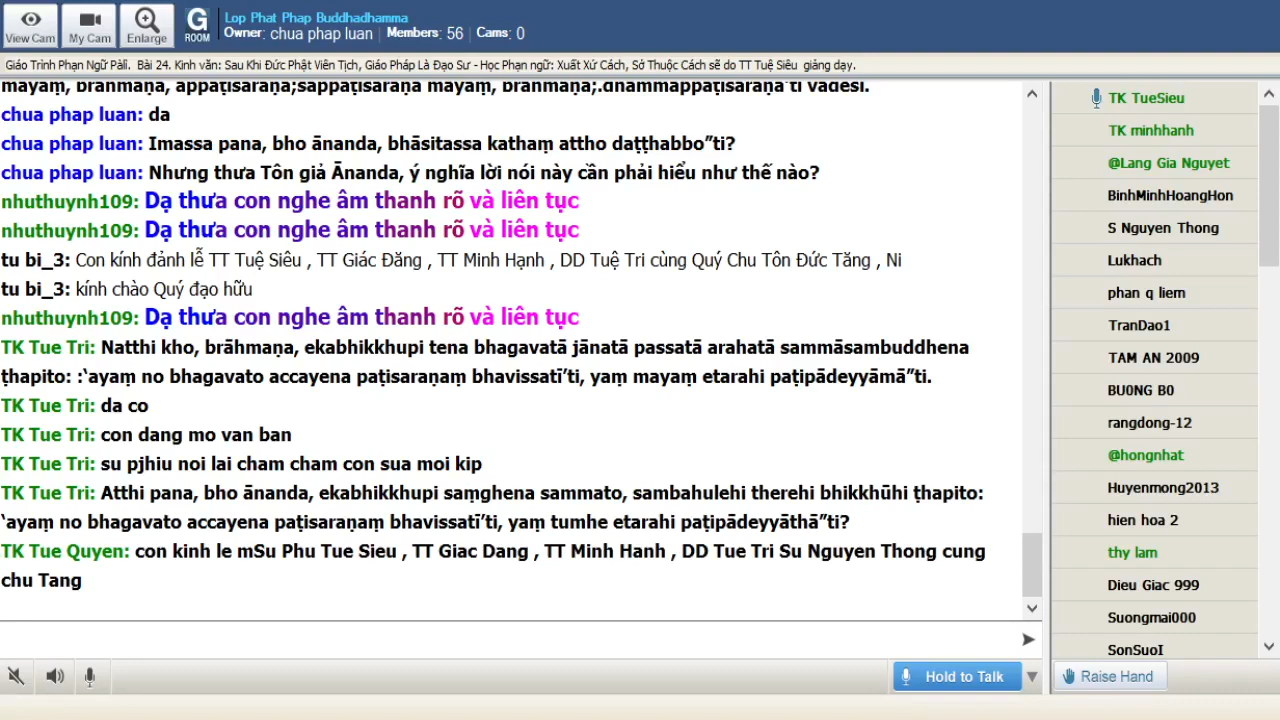 View Cam
My Cam
Enlarge
G
ROOM
Lop Phat Phap Buddhadhamma
Owner: chua phap luan Members: 56 Cams: 0
Giáo Trình Phạn Ngữ Pàli. Bài 24. Kinh văn: Sau Khi Đức Phật Viên Tịch, Giáo Pháp Là Đạo Sư - Học Phạn ngữ: Xuất Xứ Cách, Sở Thuộc Cách sẽ do TT Tuệ Siêu giảng dạy.
mayaṃ, brāhmaṇa, appaṭisaraṇā;sappaṭisaraṇā mayaṃ, brāhmaṇa;.dhammappaṭisaraṇā'ti vadesi.
chua phap luan: da
chua phap luan: Imassa pana, bho ānanda, bhāsitassa kathaṃ attho daṭṭhabbo”ti?
chua phap luan: Nhưng thưa Tôn giả Ānanda, ý nghĩa lời nói này cần phải hiểu như thế nào?
nhuthuynh109: Dạ thưa con nghe âm thanh rõ và liên tục
nhuthuynh109: Dạ thưa con nghe âm thanh rõ và liên tục
tu bi_3: Con kính đảnh lễ TT Tuệ Siêu , TT Giác Đăng , TT Minh Hạnh , DD Tuệ Tri cùng Quý Chu Tôn Đức Tăng , Ni
tu bi_3: kính chào Quý đạo hữu
nhuthuynh109: Dạ thưa con nghe âm thanh rõ và liên tục
TK Tue Tri: Natthi kho, brāhmaṇa, ekabhikkhupi tena bhagavatā jānatā passatā arahatā sammāsambuddhena
ṭhapito: :‘ayaṃ no bhagavato accayena paṭisaraṇaṃ bhavissatī’ti, yaṃ mayaṃ etarahi paṭipādeyyāmā”ti.
TK Tue Tri: da co
TK Tue Tri: con dang mo van ban
TK Tue Tri: su pjhiu noi lai cham cham con sua moi kip
TK Tue Tri: Atthi pana, bho ānanda, ekabhikkhupi saṃghena sammato, sambahulehi therehi bhikkhūhi ṭhapito:
‘ayaṃ no bhagavato accayena paṭisaraṇaṃ bhavissatī’ti, yaṃ tumhe etarahi paṭipādeyyāthā”ti?
TK Tue Quyen: con kinh le mSu Phu Tue Sieu , TT Giac Dang , TT Minh Hanh , DD Tue Tri Su Nguyen Thong cung
chu Tang
Hold to Talk
TK TueSieu
TK minhhanh
@Lang Gia Nguyet
BinhMinhHoangHon
S Nguyen Thong
Lukhach
phan q liem
TranDao1
TAM AN 2009
BU0NG B0
rangdong-12
@hongnhat
Huyenmong2013
hien hoa 2
thy lam
Dieu Giac 999
Suongmai000
SonSuoI
Raise Hand